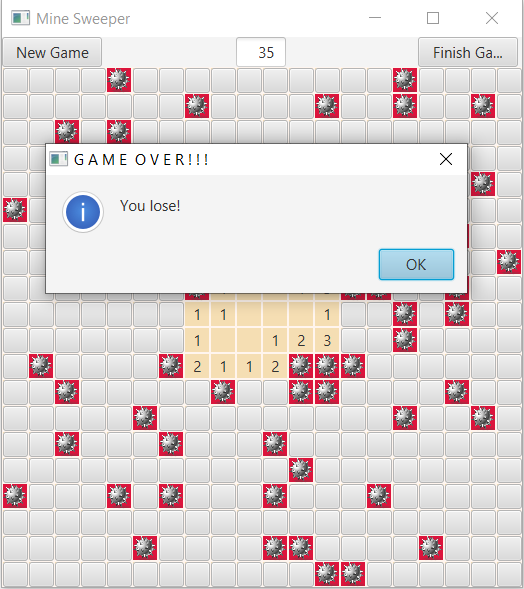 Mine Sweeper
New Game 35 Finish Ga...
G A M E O V E R ! ! !
You lose!
OK
1 1 1
1 1 2 3
2 1 1 2